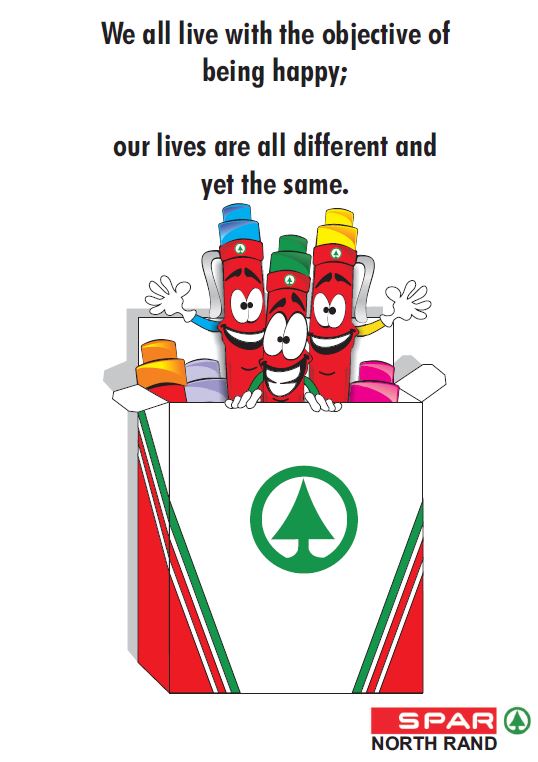 We all live with the objective of
being happy;
our lives are all different and
yet the same.
SPAR
NORTH RAND